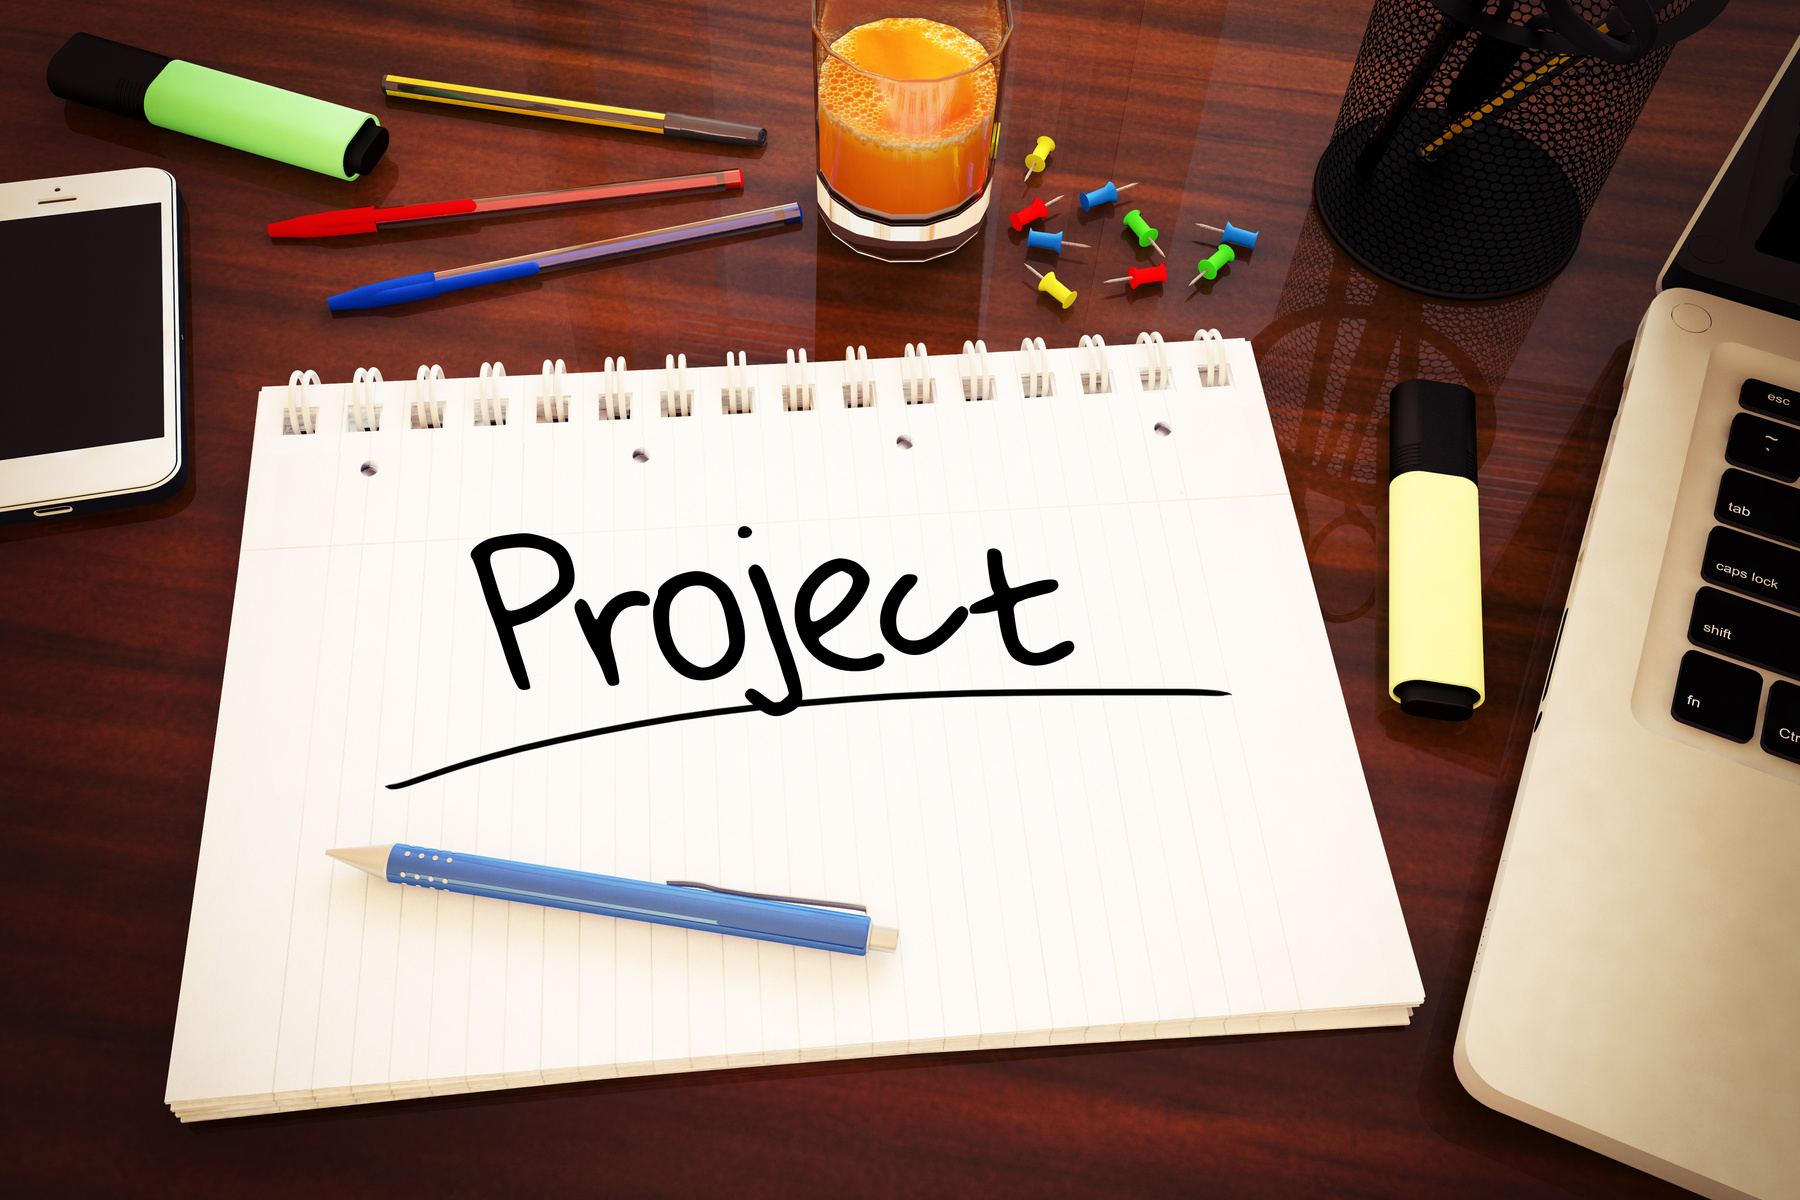 Project
esc
~
`
tab
caps lock
shift
fn
Ctr